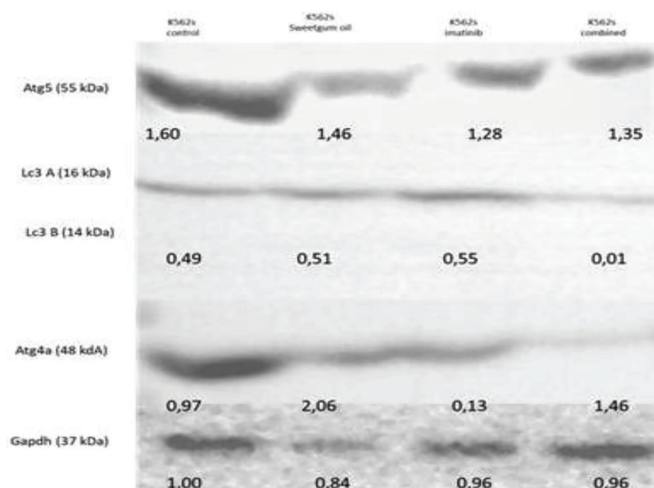 K562s control
K562s Sweetgum oil
K562s imatinib
K562s combined
Atg5 (55 kDa)
1,60 1,46 1,28 1,35
Lc3 A (16 kDa)
Lc3 B (14 kDa)
0,49 0,51 0,55 0,01
Atg4a (48 kdA)
0,97 2,06 0,13 1,46
Gapdh (37 kDa)
1.00 0,84 0,96 0,96